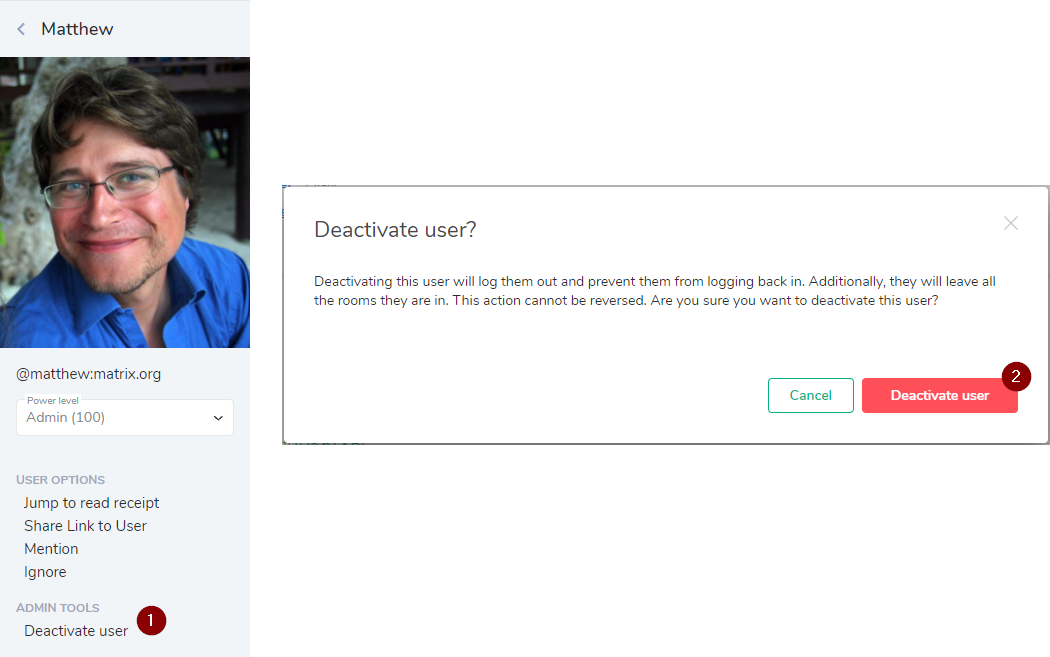 Matthew
@matthew:matrix.org
Power level
Admin (100)
USER OPTIONS
Jump to read receipt
Share Link to User
Mention
Ignore
ADMIN TOOLS
Deactivate user
1
Deactivate user?
Deactivating this user will log them out and prevent them from logging back in. Additionally, they will leave all
the rooms they are in. This action cannot be reversed. Are you sure you want to deactivate this user?
2
Cancel
Deactivate user